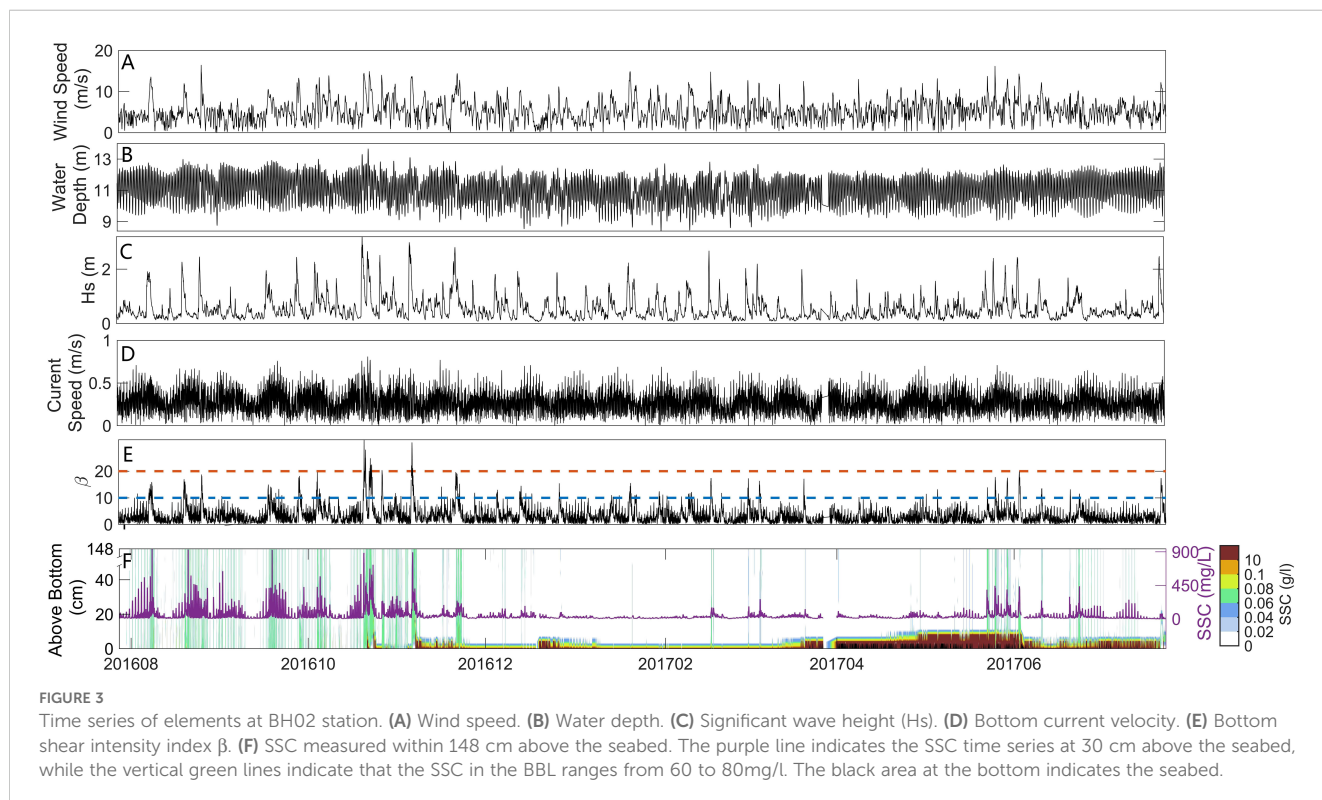 A
Wind Speed
(m/s)
20
10
0
B
Water
Depth (m)
13
11
9
C
Hs (m
2
0
D
Curent
Speed (m/s)
1
0.5
0
E
β
20
10
0
F
Above Bottom
(cm)
148
40
20
0
900
450
0
SSC (mg/L)
10
0.1
0.08
0.06
0.04
0.02
0
SSC (g/l)
201608 201610 201612 201702 201704 201706
FIGURE 3
Time series of elements at BH02 station. (A) Wind speed. (B) Water depth. (C) Significant wave height (Hs). (D) Bottom current velocity. (E) Bottom
shear intensity index β. (F) SSC measured within 148 cm above the seabed. The purple line indicates the SSC time series at 30 cm above the seabed,
while the vertical green lines indicate that the SSC in the BBL ranges from 60 to 80mg/l. The black area at the bottom indicates the seabed.